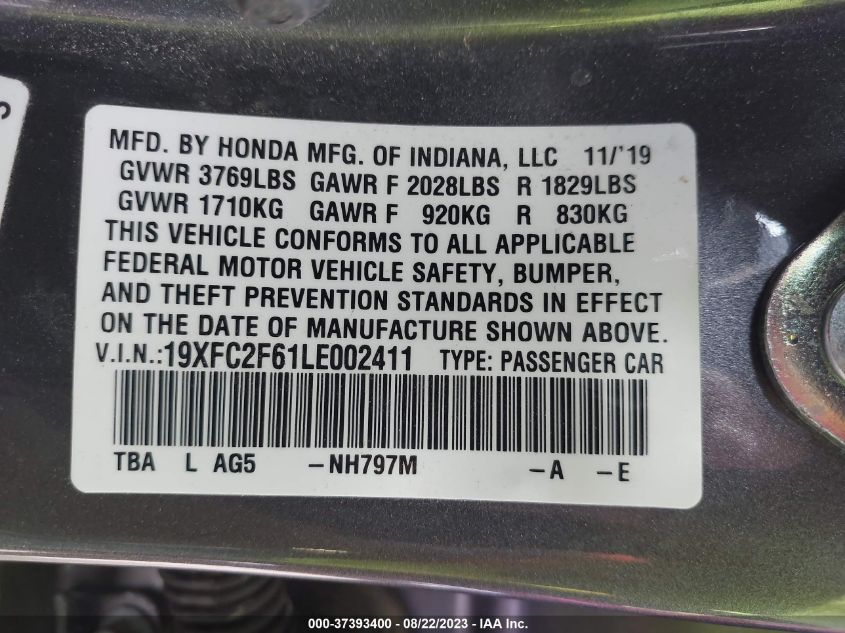 MFD. BY HONDA MFG. OF INDIANA, LLC 11/'19
GVWR 3769LBS GAWR F 2028LBS R 1829LBS
GVWR 1710KG GAWR F 920KG R 830KG
THIS VEHICLE CONFORMS TO ALL APPLICABLE
FEDERAL MOTOR VEHICLE SAFETY, BUMPER,
AND THEFT PREVENTION STANDARDS IN EFFECT
ON THE DATE OF MANUFACTURE SHOWN ABOVE.
V.I.N.:19XFC2F61LE002411 TYPE: PASSENGER CAR
TBA L AG5 -NH797M -A -E
000-37393400 - 08/22/2023 - COPYRIGHT © 2023 IAA, INC.